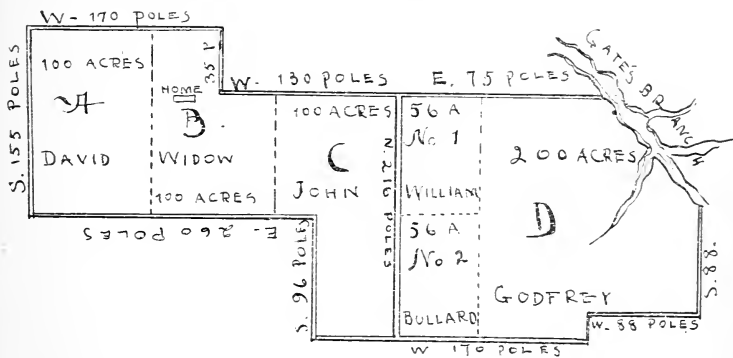 W- 170 POLES
35 P
W. 130 POLES
E. 75 POLES
GATE'S BRANCH
S. 155 POLES
100 ACRES
A
DAVID
HOME
B.
WIDOW
100 ACRES
100 ACRES
C
JOHN
N. 216 POLES
56 A
No 1
WILLIAM
56 A
No 2
BULLARD
200 ACRES
D
GODFREY
E. 260 POLES
S. 96 POLES
S. 88.
W. 88 POLES
W 170 POLES